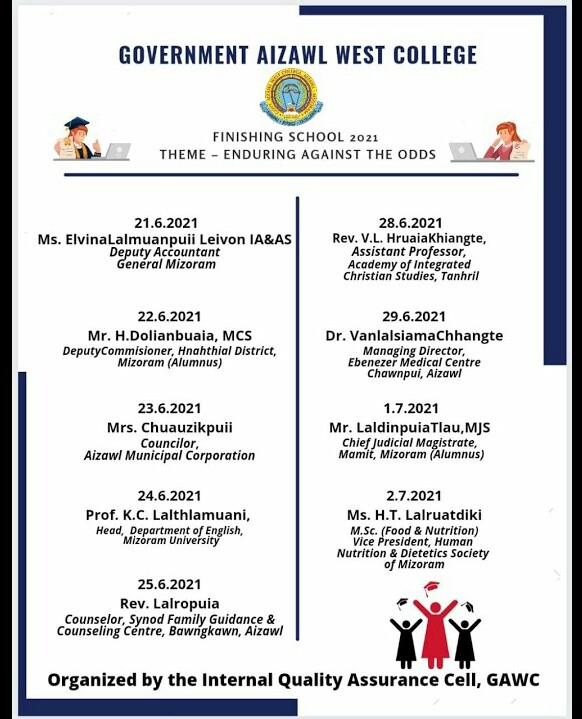 GOVERNMENT AIZAWL WEST COLLEGE
FINISHING SCHOOL 2021
THEME – ENDURING AGAINST THE ODDS
21.6.2021
Ms. ElvinaLalmuanpuii Leivon IA&AS
Deputy Accountant
General Mizoram
22.6.2021
Mr. H.Dolianbuaia, MCS
DeputyCommisioner, Hnahthial District,
Mizoram (Alumnus)
23.6.2021
Mrs. Chuauzikpuii
Councilor,
Aizawl Municipal Corporation
24.6.2021
Prof. K.C. Lalthlamuani,
Head, Department of English,
Mizoram University
25.6.2021
Rev. Lalropuia
Counselor, Synod Family Guidance &
Counseling Centre, Bawngkawn, Aizawl
28.6.2021
Rev. V.L. HruaiaKhiangte,
Assistant Professor,
Academy of Integrated
Christian Studies, Tanhril
29.6.2021
Dr. VanlalsiamaChhangte
Managing Director,
Ebenezer Medical Centre
Chawnpui, Aizawl
1.7.2021
Mr. LaldinpuiaTlau,MJS
Chief Judicial Magistrate,
Mamit, Mizoram (Alumnus)
2.7.2021
Ms. H.T. Lalruatdiki
M.Sc. (Food & Nutrition)
Vice President, Human
Nutrition & Dietetics Society
of Mizoram
Organized by the Internal Quality Assurance Cell, GAWC